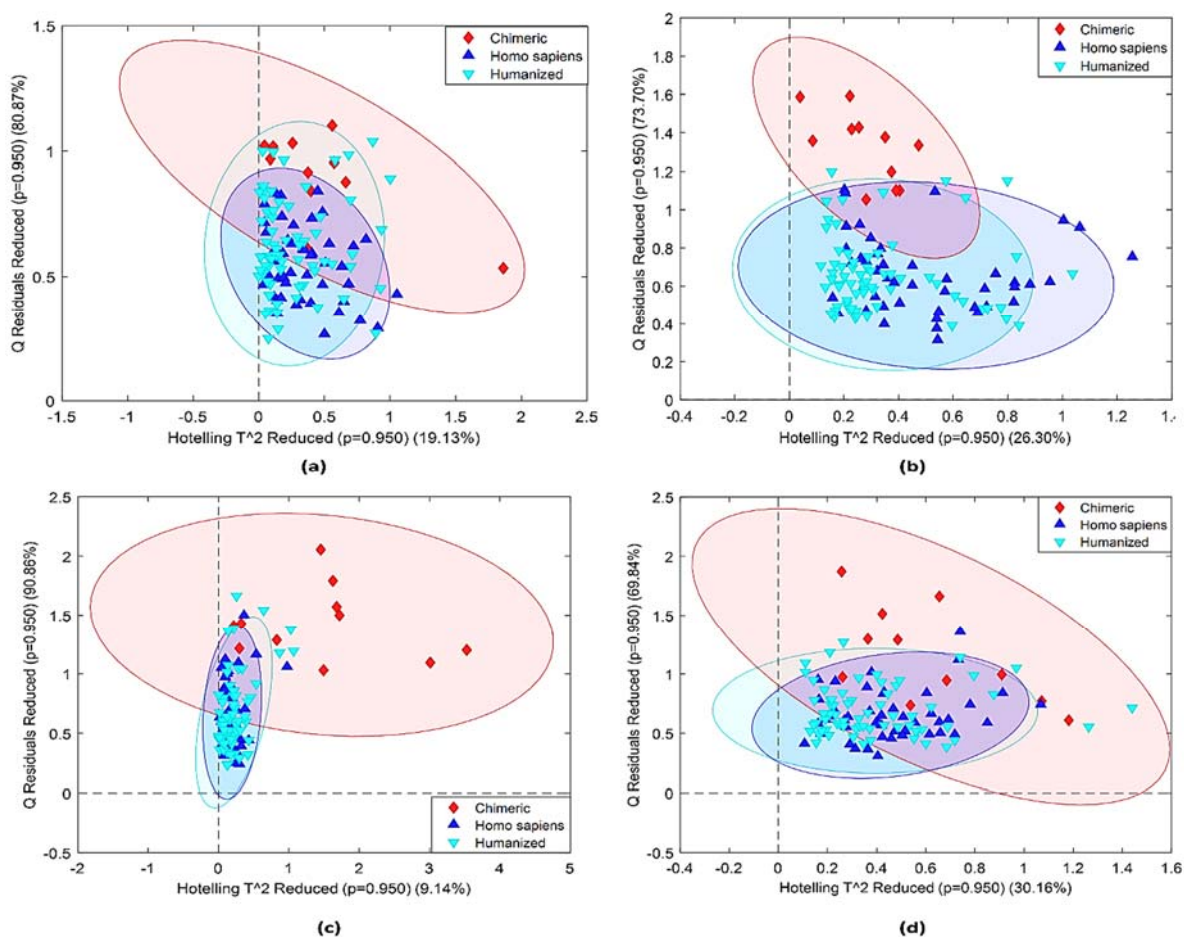 1.5
1
0.5
0
Q Residuals Reduced (p=0.950) (80.87%)
-1.5 -1 -0.5 0 0.5 1 1.5 2 2.5
Hotelling T^2 Reduced (p=0.950) (19.13%)
Chimeric
Homo sapiens
Humanized
(a)
2
1.8
1.6
1.4
1.2
1
0.8
0.6
0.4
0.2
0
Q Residuals Reduced (p=0.950) (73.70%)
-0.4 -0.2 0 0.2 0.4 0.6 0.8 1 1.2 1.4
Hotelling T^2 Reduced (p=0.950) (26.30%)
Chimeric
Homo sapiens
Humanized
(b)
2.5
2
1.5
1
0.5
0
-0.5
Q Residuals Reduced (p=0.950) (90.86%)
-2 -1 0 1 2 3 4 5
Hotelling T^2 Reduced (p=0.950) (9.14%)
Chimeric
Homo sapiens
Humanized
(c)
2.5
2
1.5
1
0.5
0
-0.5
Q Residuals Reduced (p=0.950) (69.84%)
-0.4 -0.2 0 0.2 0.4 0.6 0.8 1 1.2 1.4 1.6
Hotelling T^2 Reduced (p=0.950) (30.16%)
Chimeric
Homo sapiens
Humanized
(d)